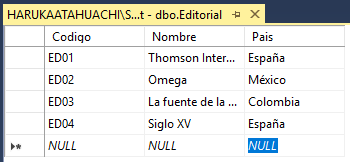 HARUKAATAHUACHI\S...t - dbo.Editorial
Codigo Nombre Pais
ED01 Thomson Inter... España
ED02 Omega México
ED03 La fuente de la ... Colombia
ED04 Siglo XV España
NULL NULL NULL